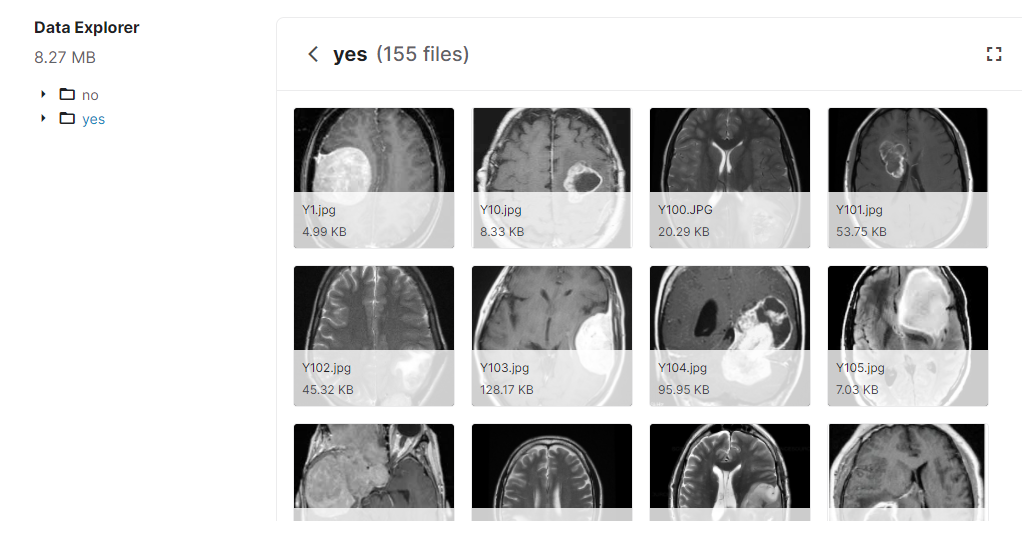 Data Explorer
8.27 MB
no
yes
yes (155 files)
Y1.jpg
4.99 KB
Y10.jpg
8.33 KB
Y100.JPG
20.29 KB
Y101.jpg
53.75 KB
Y102.jpg
45.32 KB
Y103.jpg
128.17 KB
Y104.jpg
95.95 KB
Y105.jpg
7.03 KB